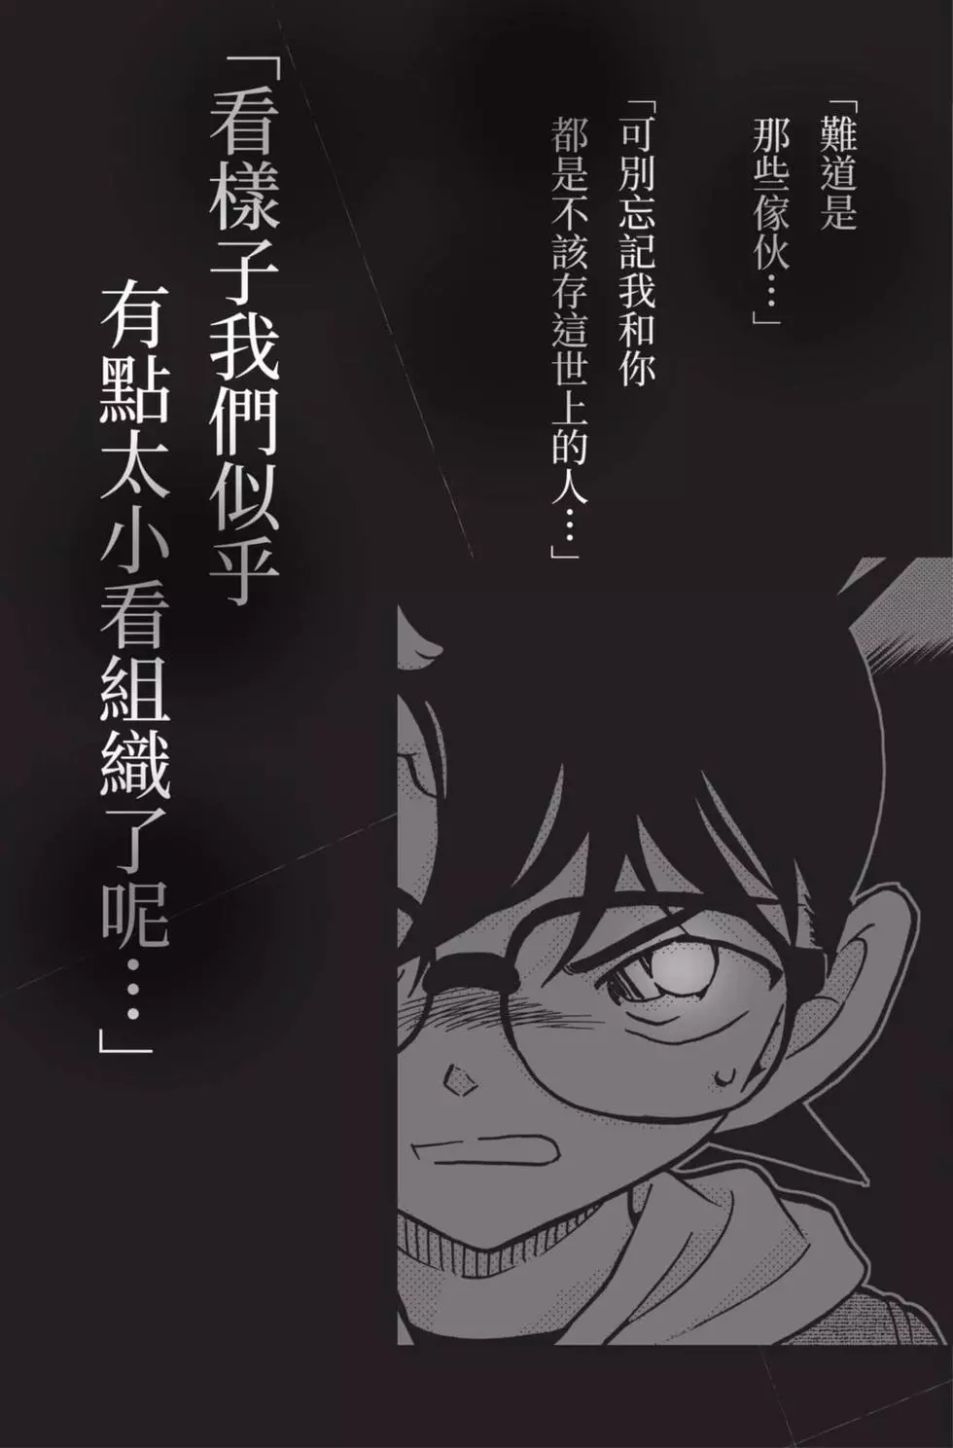 「難道是
那些傢伙…」
「可別忘記我和你
都是不該存這世上的人…」
「看樣子我們似乎
有點太小看組織了呢…」